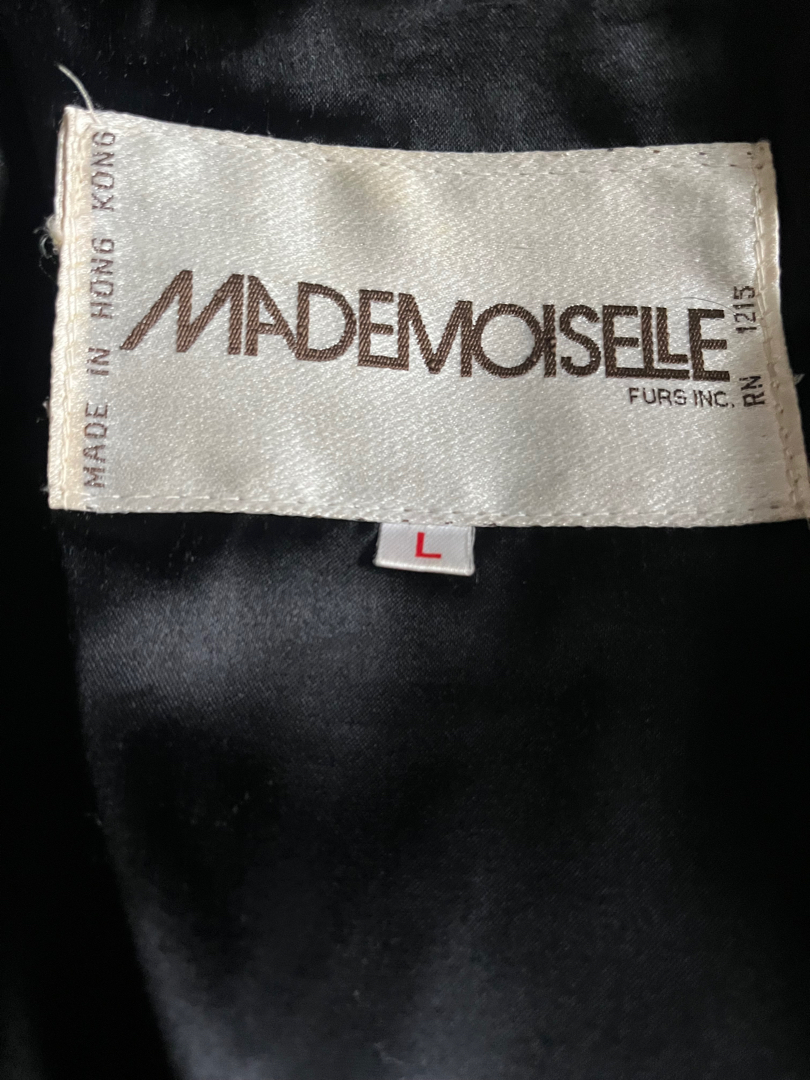 MADE IN HONG KONG
MADEMOISELLE
FURS INC.
RN 1215
L